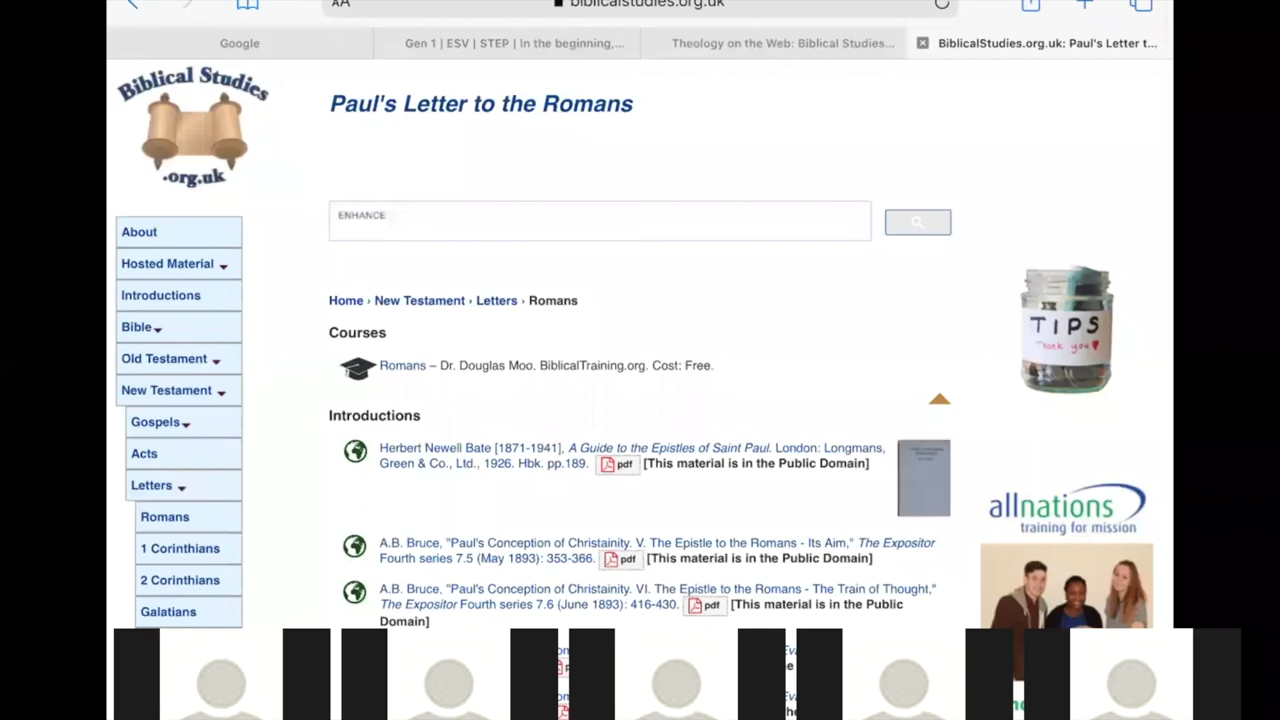 AA
biblicalstudies.org.uk
Google
Gen 1 | ESV | STEP | In the beginning,...
Theology on the Web: Biblical Studies...
BiblicalStudies.org.uk: Paul's Letter t...
Biblical Studies
.org.uk
Paul's Letter to the Romans
ENHANCE
About
Hosted Material
Introductions
Bible
Old Testament
New Testament
Gospels
Acts
Letters
Romans
1 Corinthians
2 Corinthians
Galatians
Home › New Testament › Letters › Romans
Courses
Romans – Dr. Douglas Moo. BiblicalTraining.org. Cost: Free.
Introductions
Herbert Newell Bate [1871-1941], A Guide to the Epistles of Saint Paul. London: Longmans,
Green & Co., Ltd., 1926. Hbk. pp.189. pdf [This material is in the Public Domain]
A.B. Bruce, "Paul's Conception of Christainity. V. The Epistle to the Romans - Its Aim," The Expositor
Fourth series 7.5 (May 1893): 353-366. pdf [This material is in the Public Domain]
A.B. Bruce, "Paul's Conception of Christainity. VI. The Epistle to the Romans - The Train of Thought,"
The Expositor Fourth series 7.6 (June 1893): 416-430. pdf [This material is in the Public
Domain]
TIPS
Thank you
allnations
training for mission